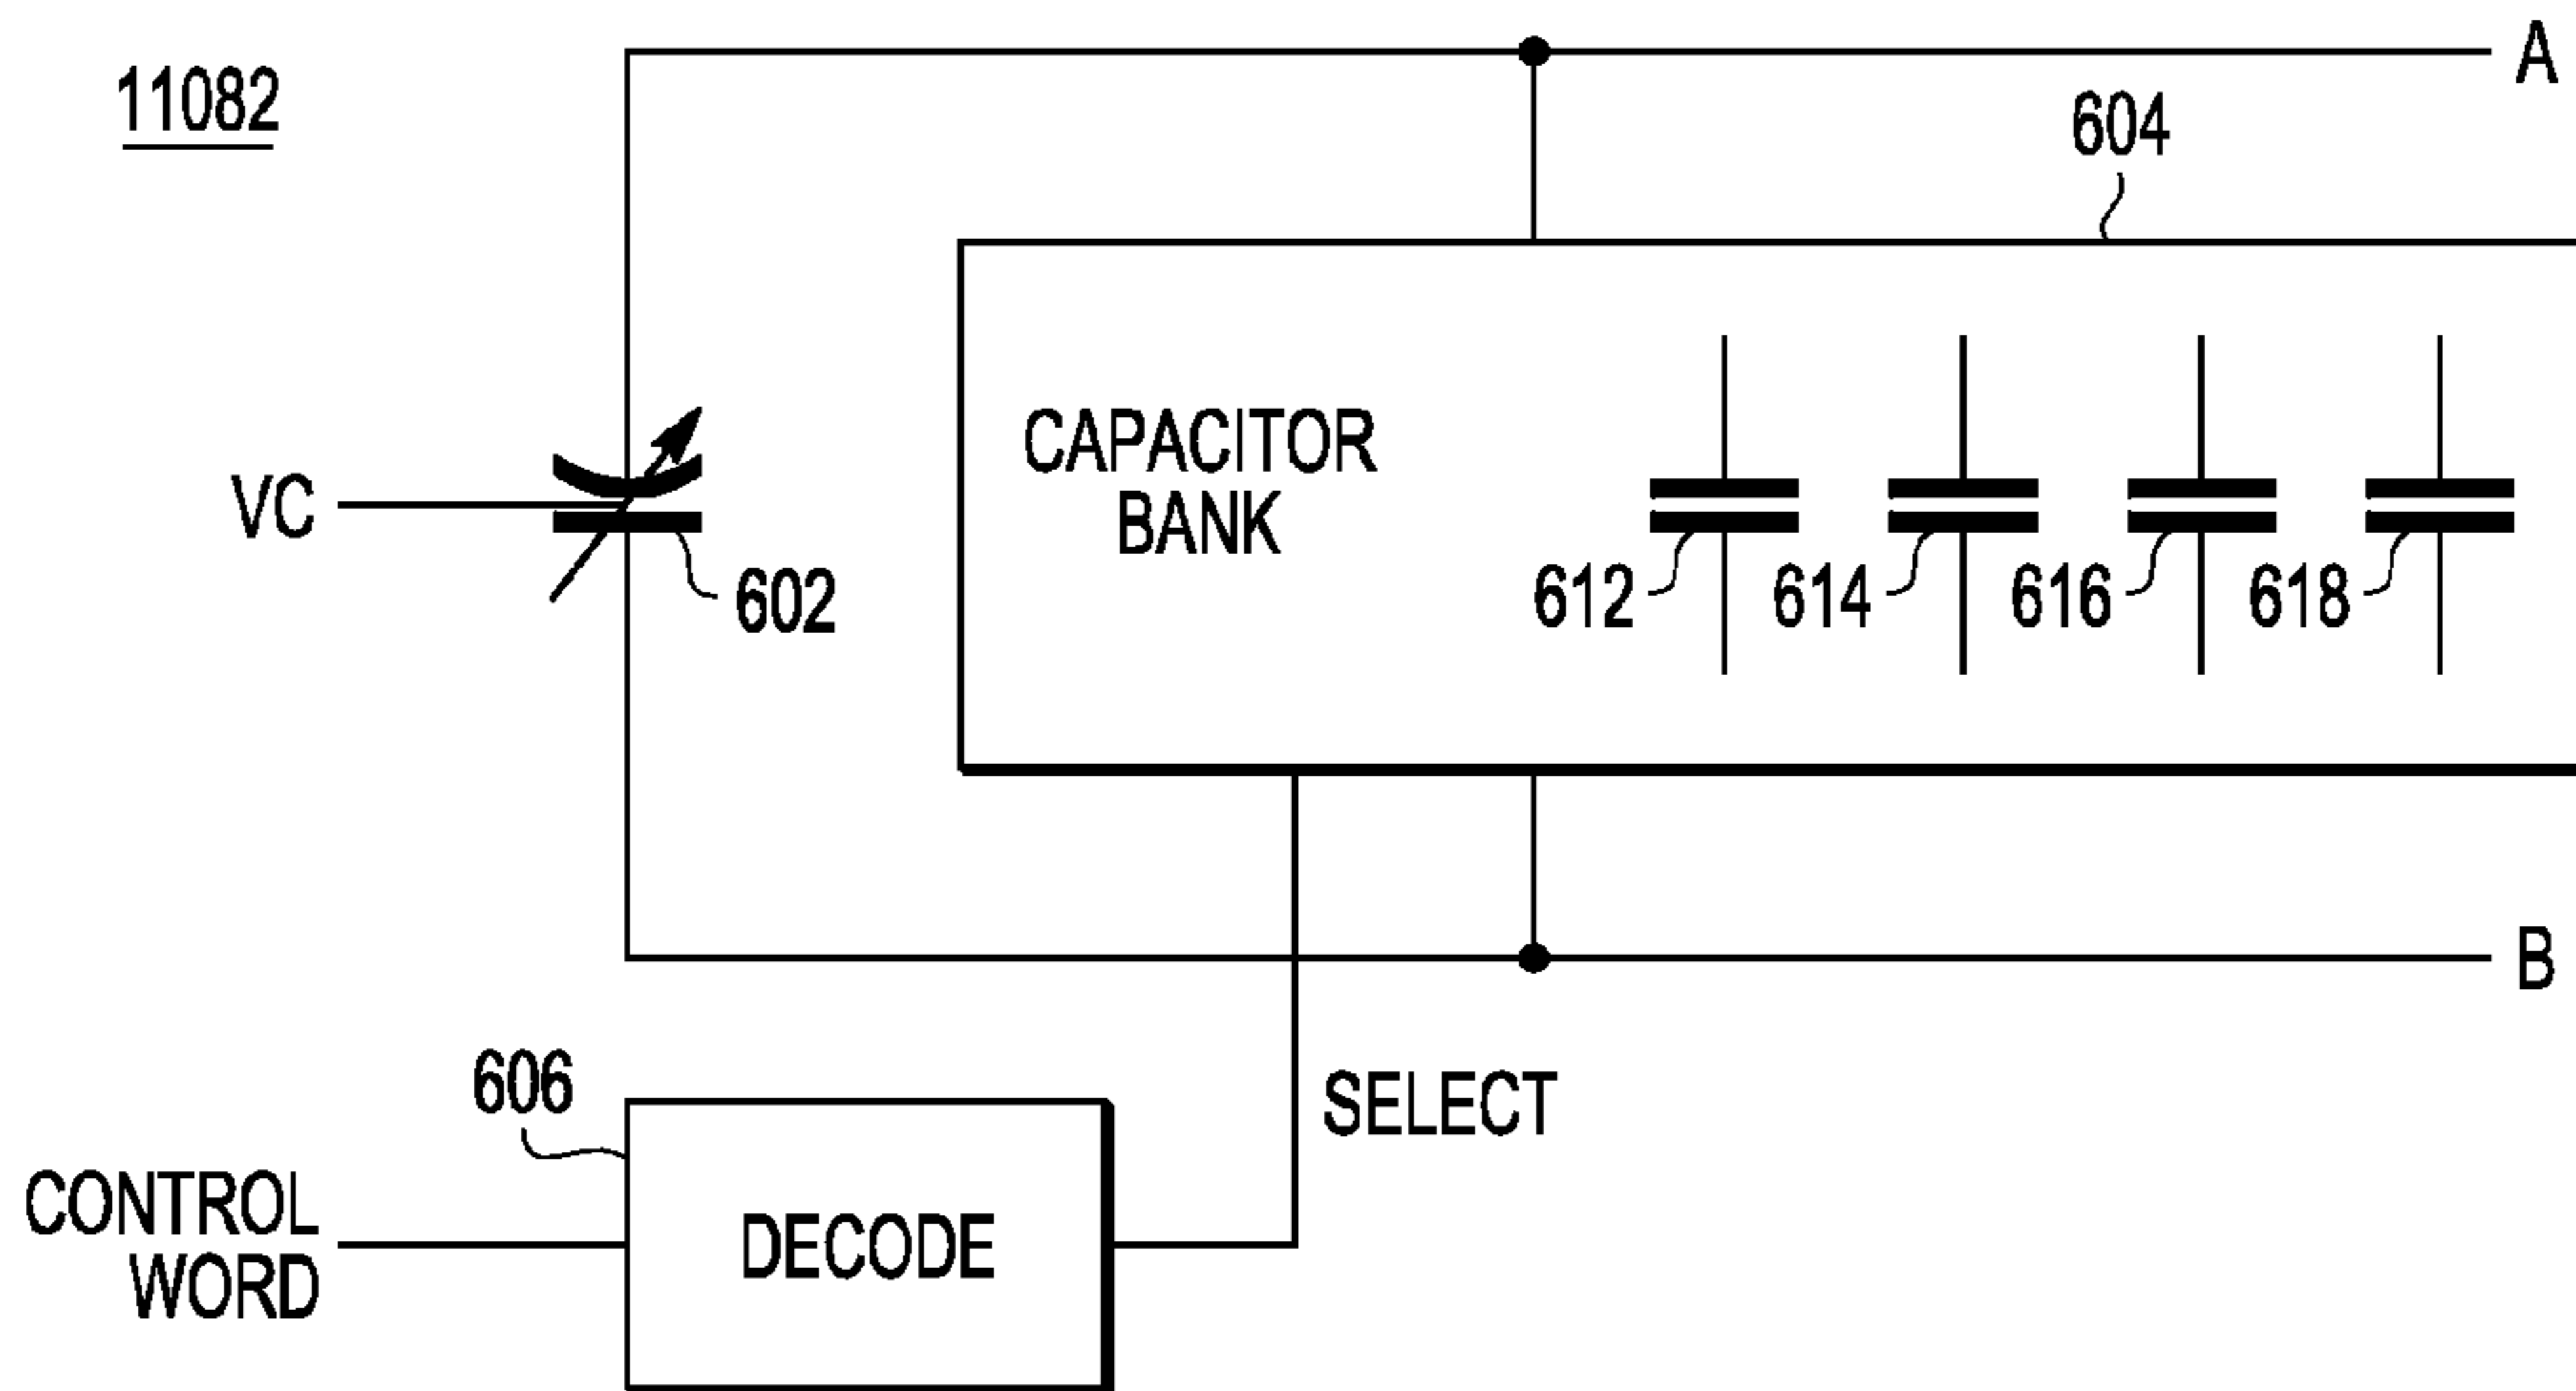 11082
A
604
CAPACITOR
BANK
VC
602
612
614
616
618
B
606
SELECT
CONTROL
WORD
DECODE